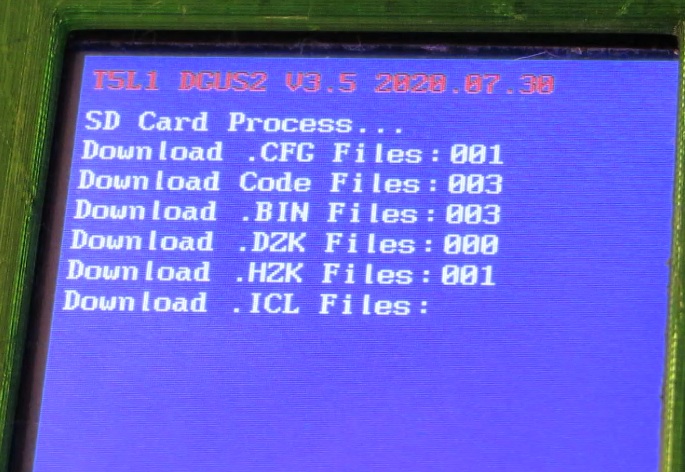 T5L1 DGUS2 V3.5 2020.07.30
SD Card Process...
Download .CFG Files:001
Download Code Files:003
Download .BIN Files:003
Download .DZK Files:000
Download .HZK Files:001
Download .ICL Files: